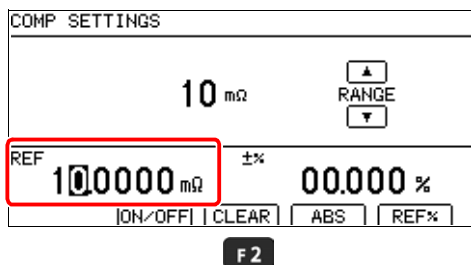 COMP SETTINGS
10 mΩ
RANGE
REF
10.0000 mΩ
±%
00.000 %
ON/OFF CLEAR ABS REF%
F2